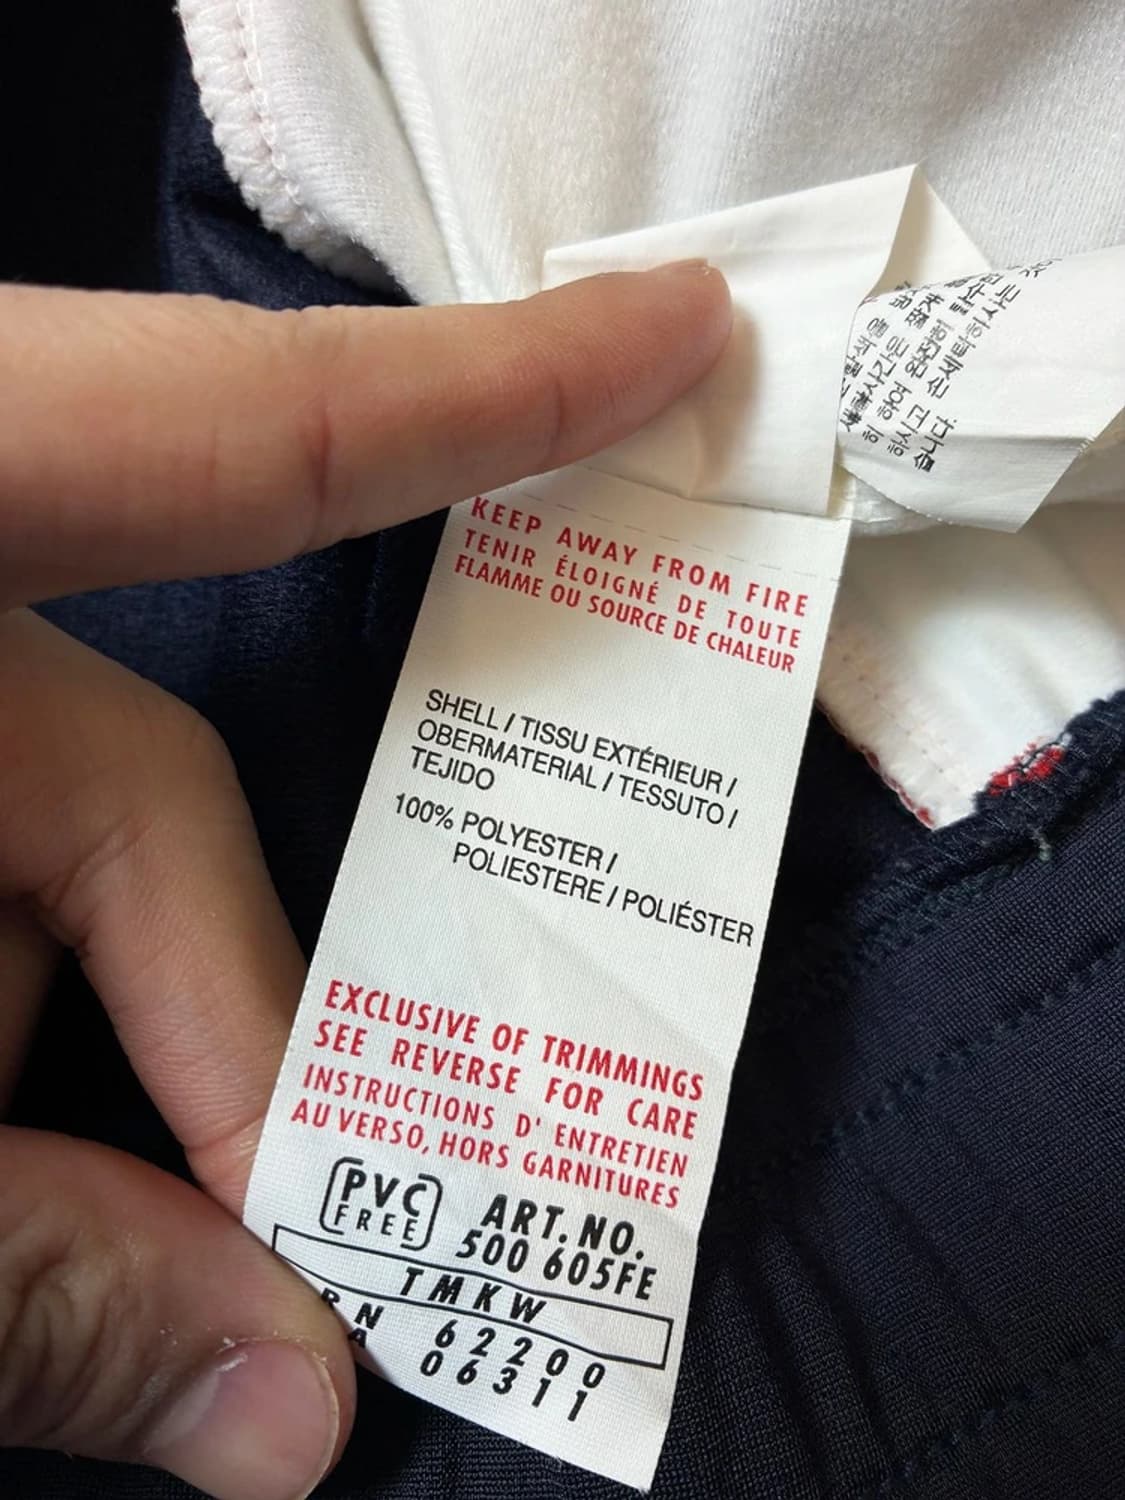 KEEP AWAY FROM FIRE
TENIR ÉLOIGNÉ DE TOUTE
FLAMME OU SOURCE DE CHALEUR
SHELL / TISSU EXTÉRIEUR /
OBERMATERIAL / TESSUTO /
TEJIDO
100% POLYESTER /
POLIESTERE / POLIÉSTER
EXCLUSIVE OF TRIMMINGS
SEE REVERSE FOR CARE
INSTRUCTIONS D' ENTRETIEN
AU VERSO, HORS GARNITURES
PVC
FREE
ART. NO.
500 605FE
TMKW
RN 62200
A 06311